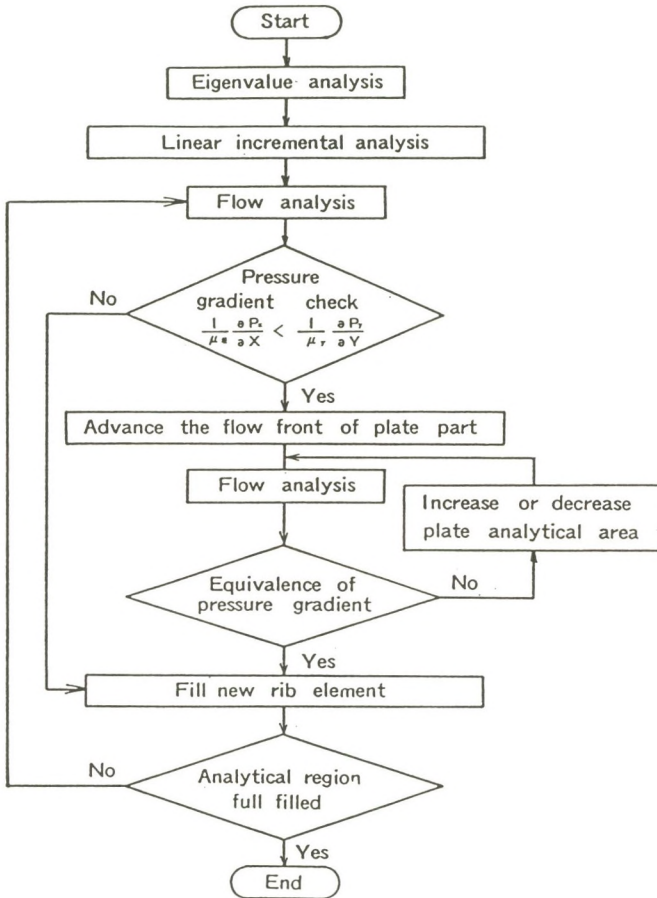 Start
Eigenvalue analysis
Linear incremental analysis
Flow analysis
Pressure
gradient check
No
Yes
Advance the flow front of plate part
Flow analysis
Increase or decrease
plate analytical area
Equivalence of
pressure gradient
No
Yes
Fill new rib element
Analytical region
full filled
No
Yes
End